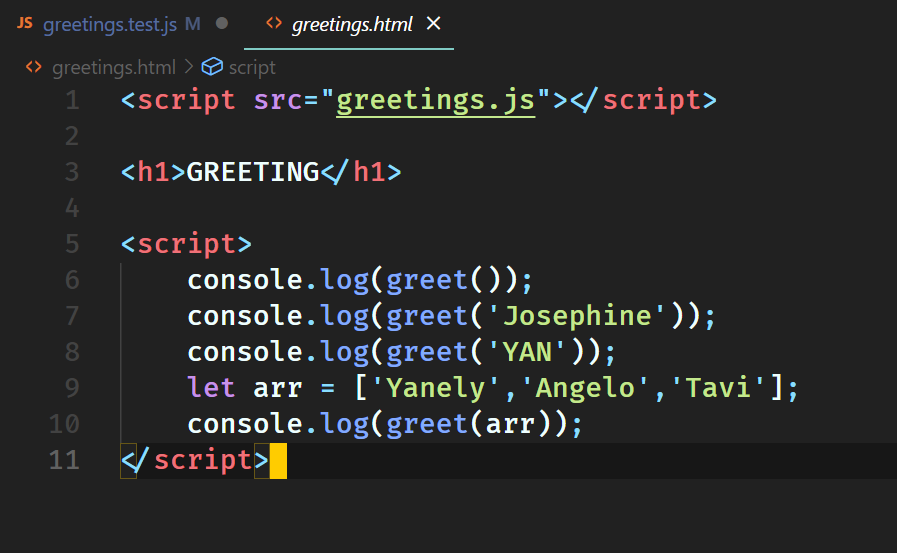 JS greetings.test.js M ● <> greetings.html ×
<> greetings.html > script
1 <script src="greetings.js"></script>
2
3 <h1>GREETING</h1>
4
5 <script>
6     console.log(greet());
7     console.log(greet('Josephine'));
8     console.log(greet('YAN'));
9     let arr = ['Yanely','Angelo','Tavi'];
10     console.log(greet(arr));
11 </script>